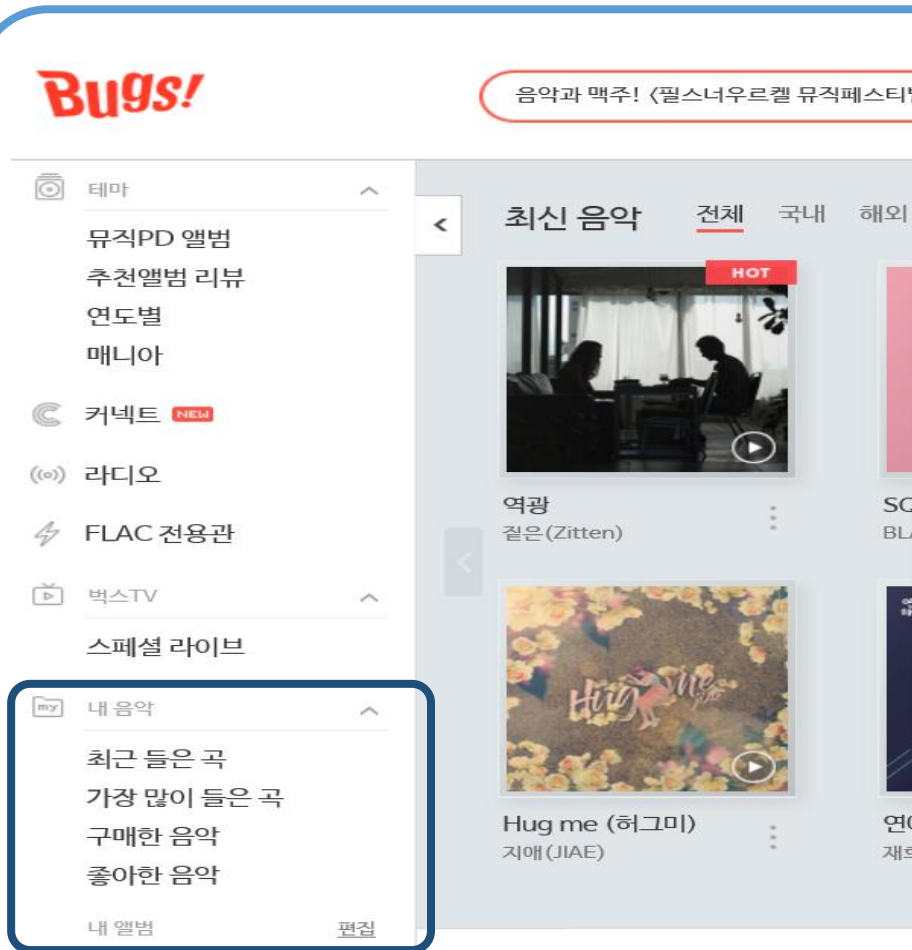 Bugs!
음악과 맥주! <필스너우르켈 뮤직페스티
테마
뮤직PD 앨범
추천앨범 리뷰
연도별
매니아
커넥트 NEW
라디오
FLAC 전용관
벅스TV
스페셜 라이브
my 내 음악
최근 들은 곡
가장 많이 들은 곡
구매한 음악
좋아한 음악
내 앨범 편집
최신 음악 전체 국내 해외
HOT
역광
짙은(Zitten)
Hug me
Hug me (허그미)
지애(JIAE)